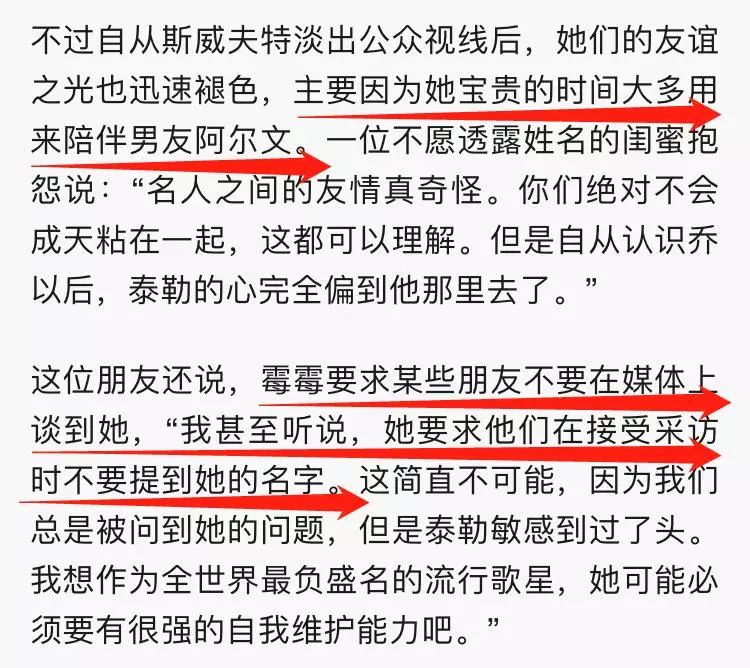 不过自从斯威夫特淡出公众视线后，她们的友谊
之光也迅速褪色，主要因为她宝贵的时间大多用
来陪伴男友阿尔文。一位不愿透露姓名的闺蜜抱
怨说：“名人之间的友情真奇怪。你们绝对不会
成天粘在一起，这都可以理解。但是自从认识乔
以后，泰勒的心完全偏到他那里去了。”
这位朋友还说，霉霉要求某些朋友不要在媒体上
谈到她，“我甚至听说，她要求他们在接受采访
时不要提到她的名字。这简直不可能，因为我们
总是被问到她的问题，但是泰勒敏感到过了头。
我想作为全世界最负盛名的流行歌星，她可能必
须要有很强的自我维护能力吧。”